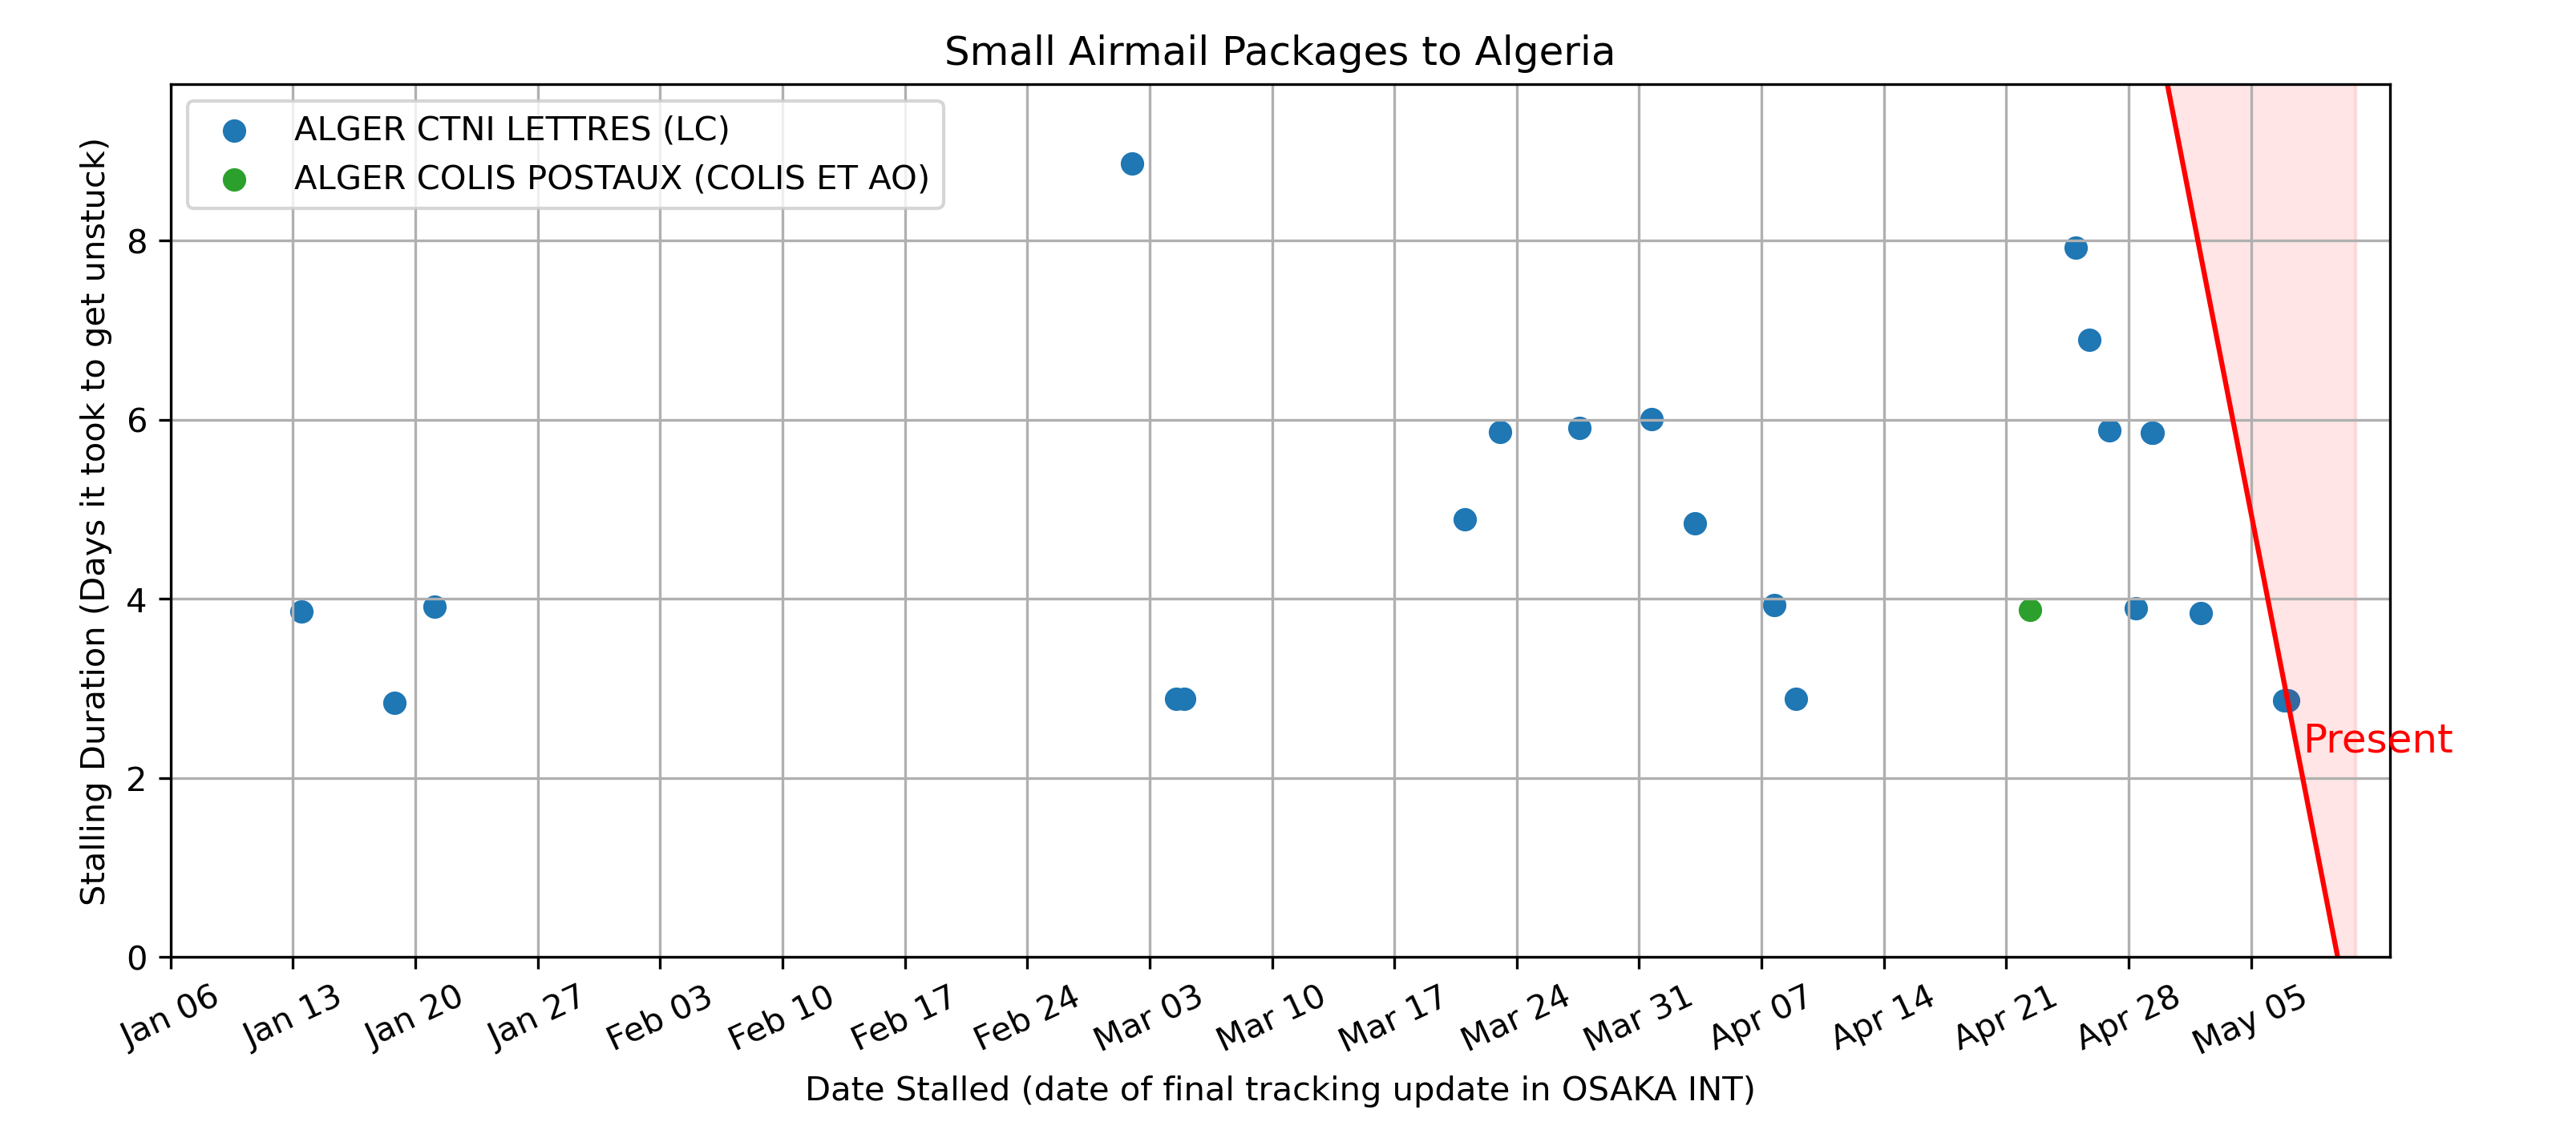 Small Airmail Packages to Algeria
ALGER CTNI LETTRES (LC)
ALGER COLIS POSTAUX (COLIS ET AO)
Stalling Duration (Days it took to get unstuck)
8
6
4
2
0
Present
Jan 06
Jan 13
Jan 20
Jan 27
Feb 03
Feb 10
Feb 17
Feb 24
Mar 03
Mar 10
Mar 17
Mar 24
Mar 31
Apr 07
Apr 14
Apr 21
Apr 28
May 05
Date Stalled (date of final tracking update in OSAKA INT)